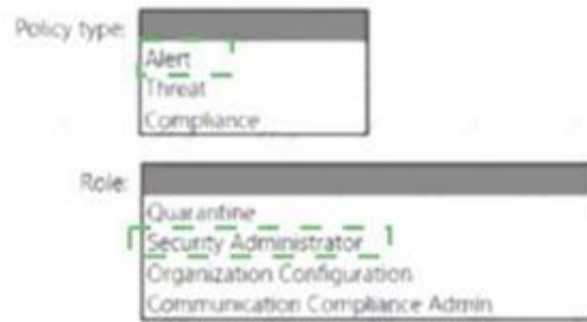 Policy type:
Alert
Threat
Compliance
Role:
Quarantine
Security Administrator
Organization Configuration
Communication Compliance Admin